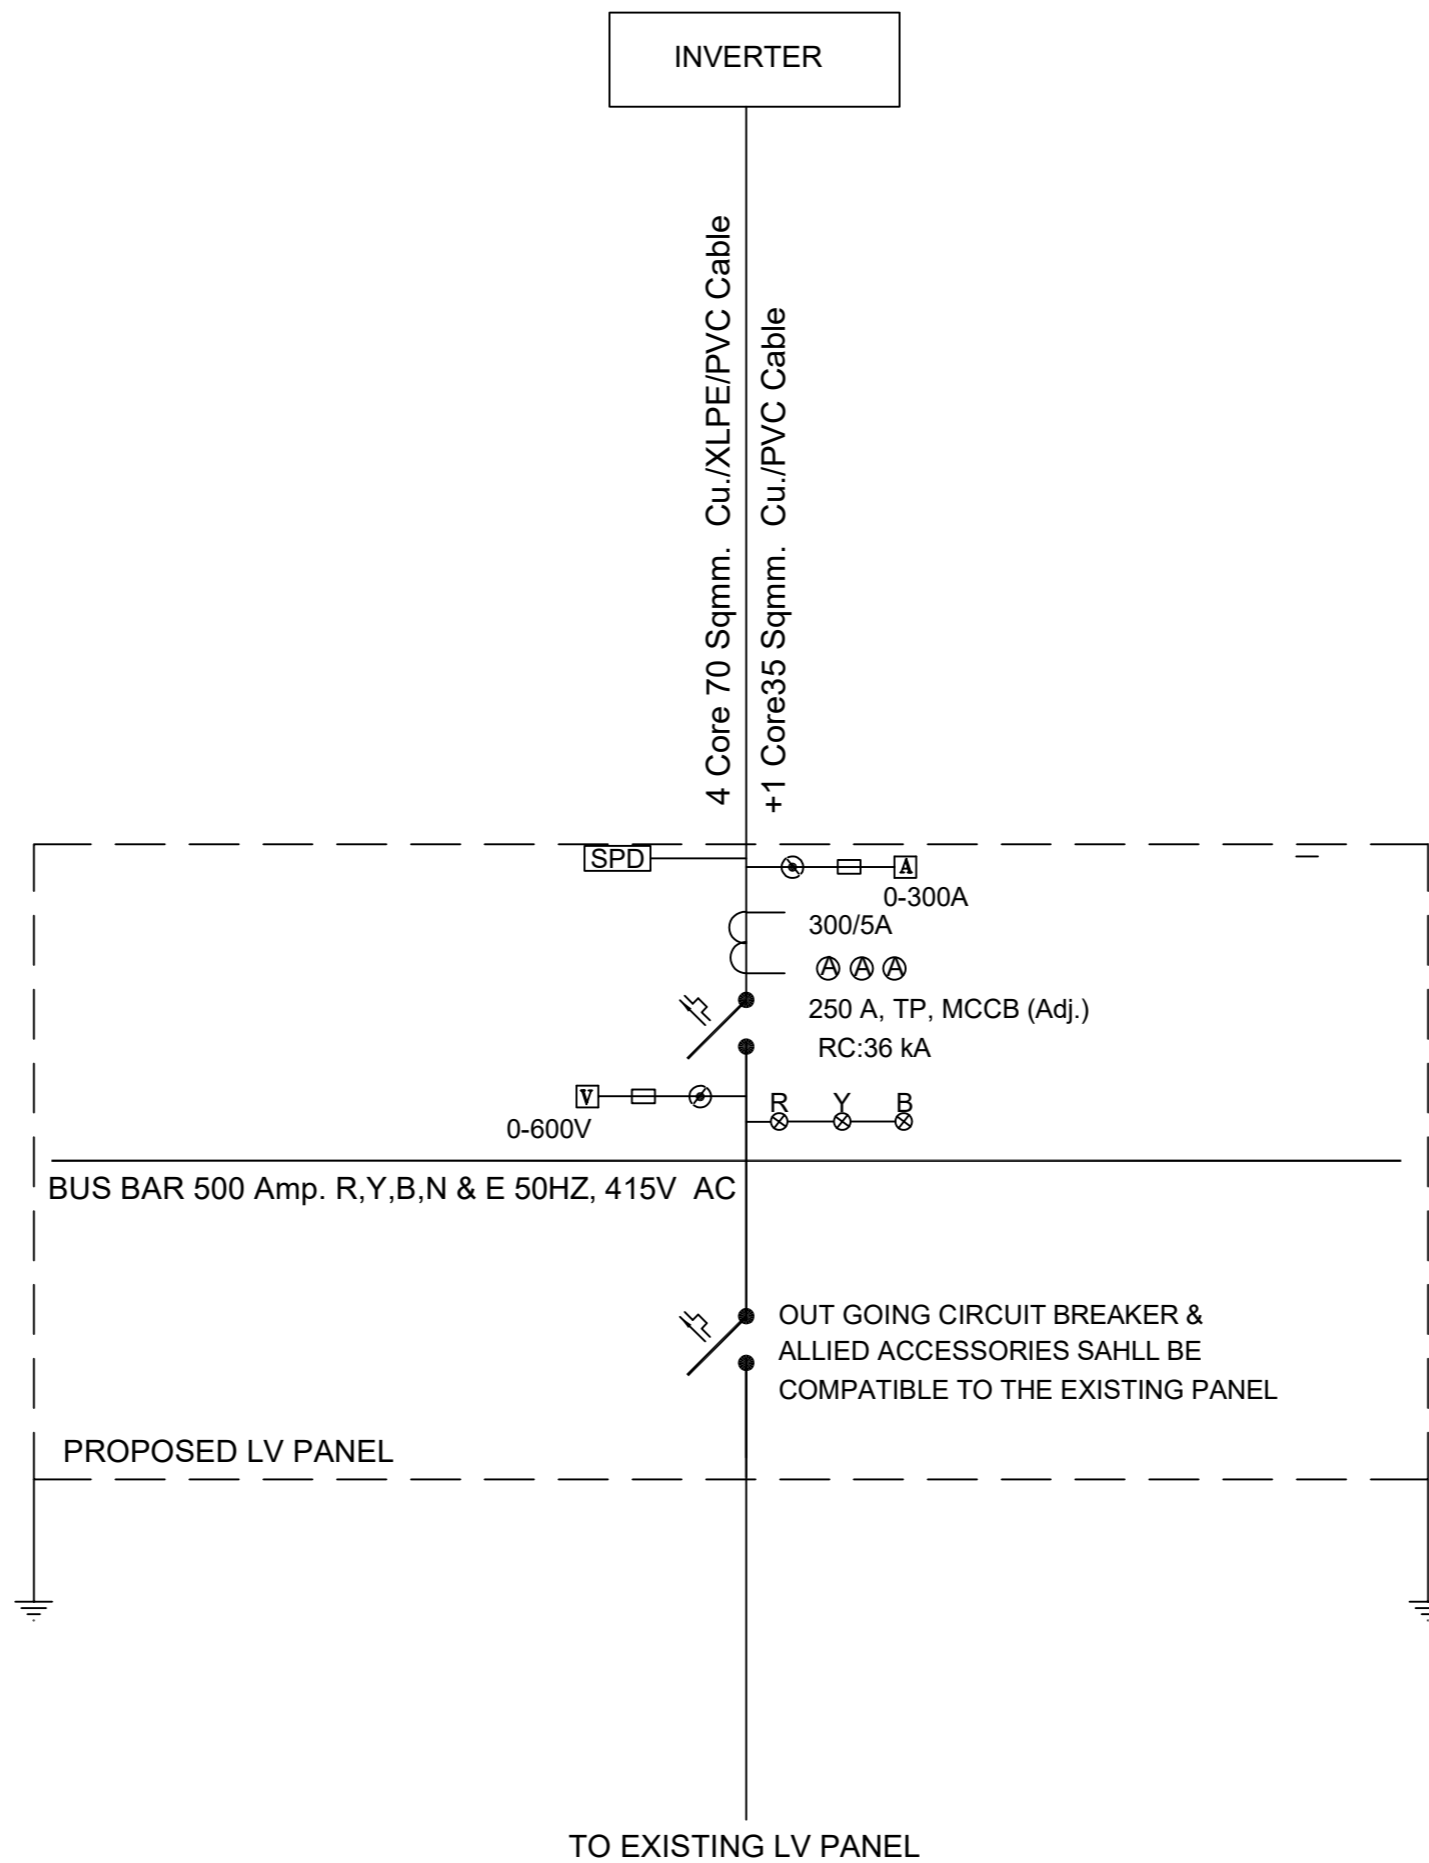 INVERTER
4 Core 70 Sqmm. Cu./XLPE/PVC Cable
+1 Core35 Sqmm. Cu./PVC Cable
SPD
A
0-300A
300/5A
A A A
250 A, TP, MCCB (Adj.)
RC:36 kA
V
0-600V
R Y B
BUS BAR 500 Amp. R,Y,B,N & E 50HZ, 415V AC
OUT GOING CIRCUIT BREAKER &
ALLIED ACCESSORIES SAHLL BE
COMPATIBLE TO THE EXISTING PANEL
PROPOSED LV PANEL
TO EXISTING LV PANEL